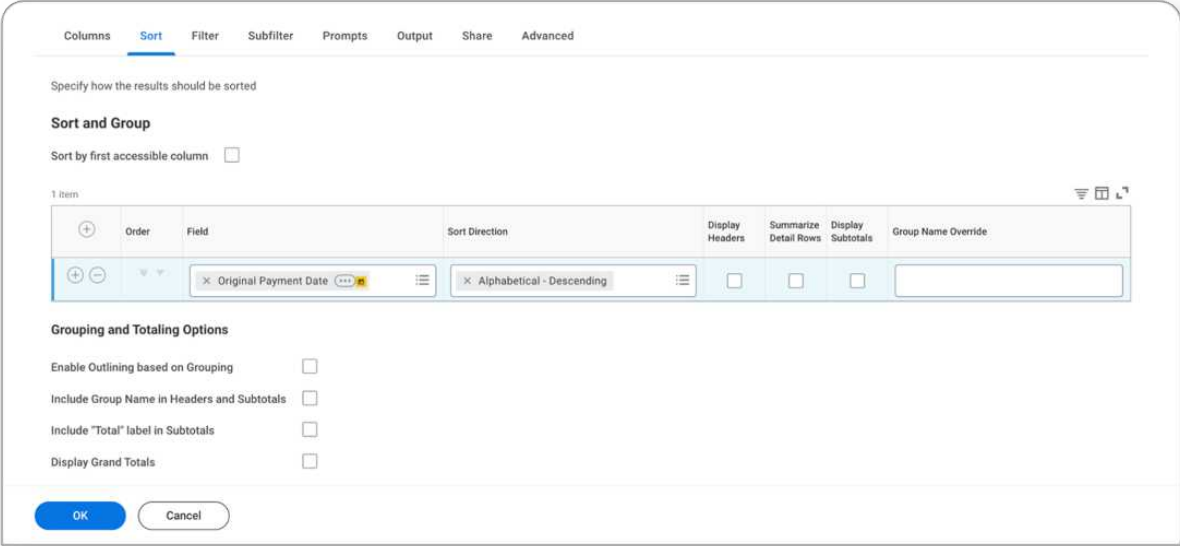 Columns Sort Filter Subfilter Prompts Output Share Advanced
Specify how the results should be sorted
Sort and Group
Sort by first accessible column
1 item
Order Field Sort Direction Display Headers Summarize Detail Rows Display Subtotals Group Name Override
Original Payment Date Alphabetical - Descending
Grouping and Totaling Options
Enable Outlining based on Grouping
Include Group Name in Headers and Subtotals
Include "Total" label in Subtotals
Display Grand Totals
OK Cancel